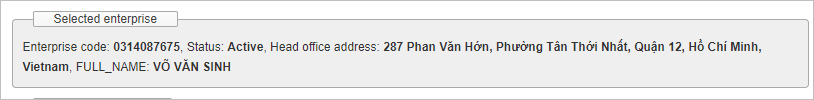 Selected enterprise
Enterprise code: 0314087675, Status: Active, Head office address: 287 Phan Văn Hớn, Phường Tân Thới Nhất, Quận 12, Hồ Chí Minh,
Vietnam, FULL_NAME: VÕ VĂN SINH